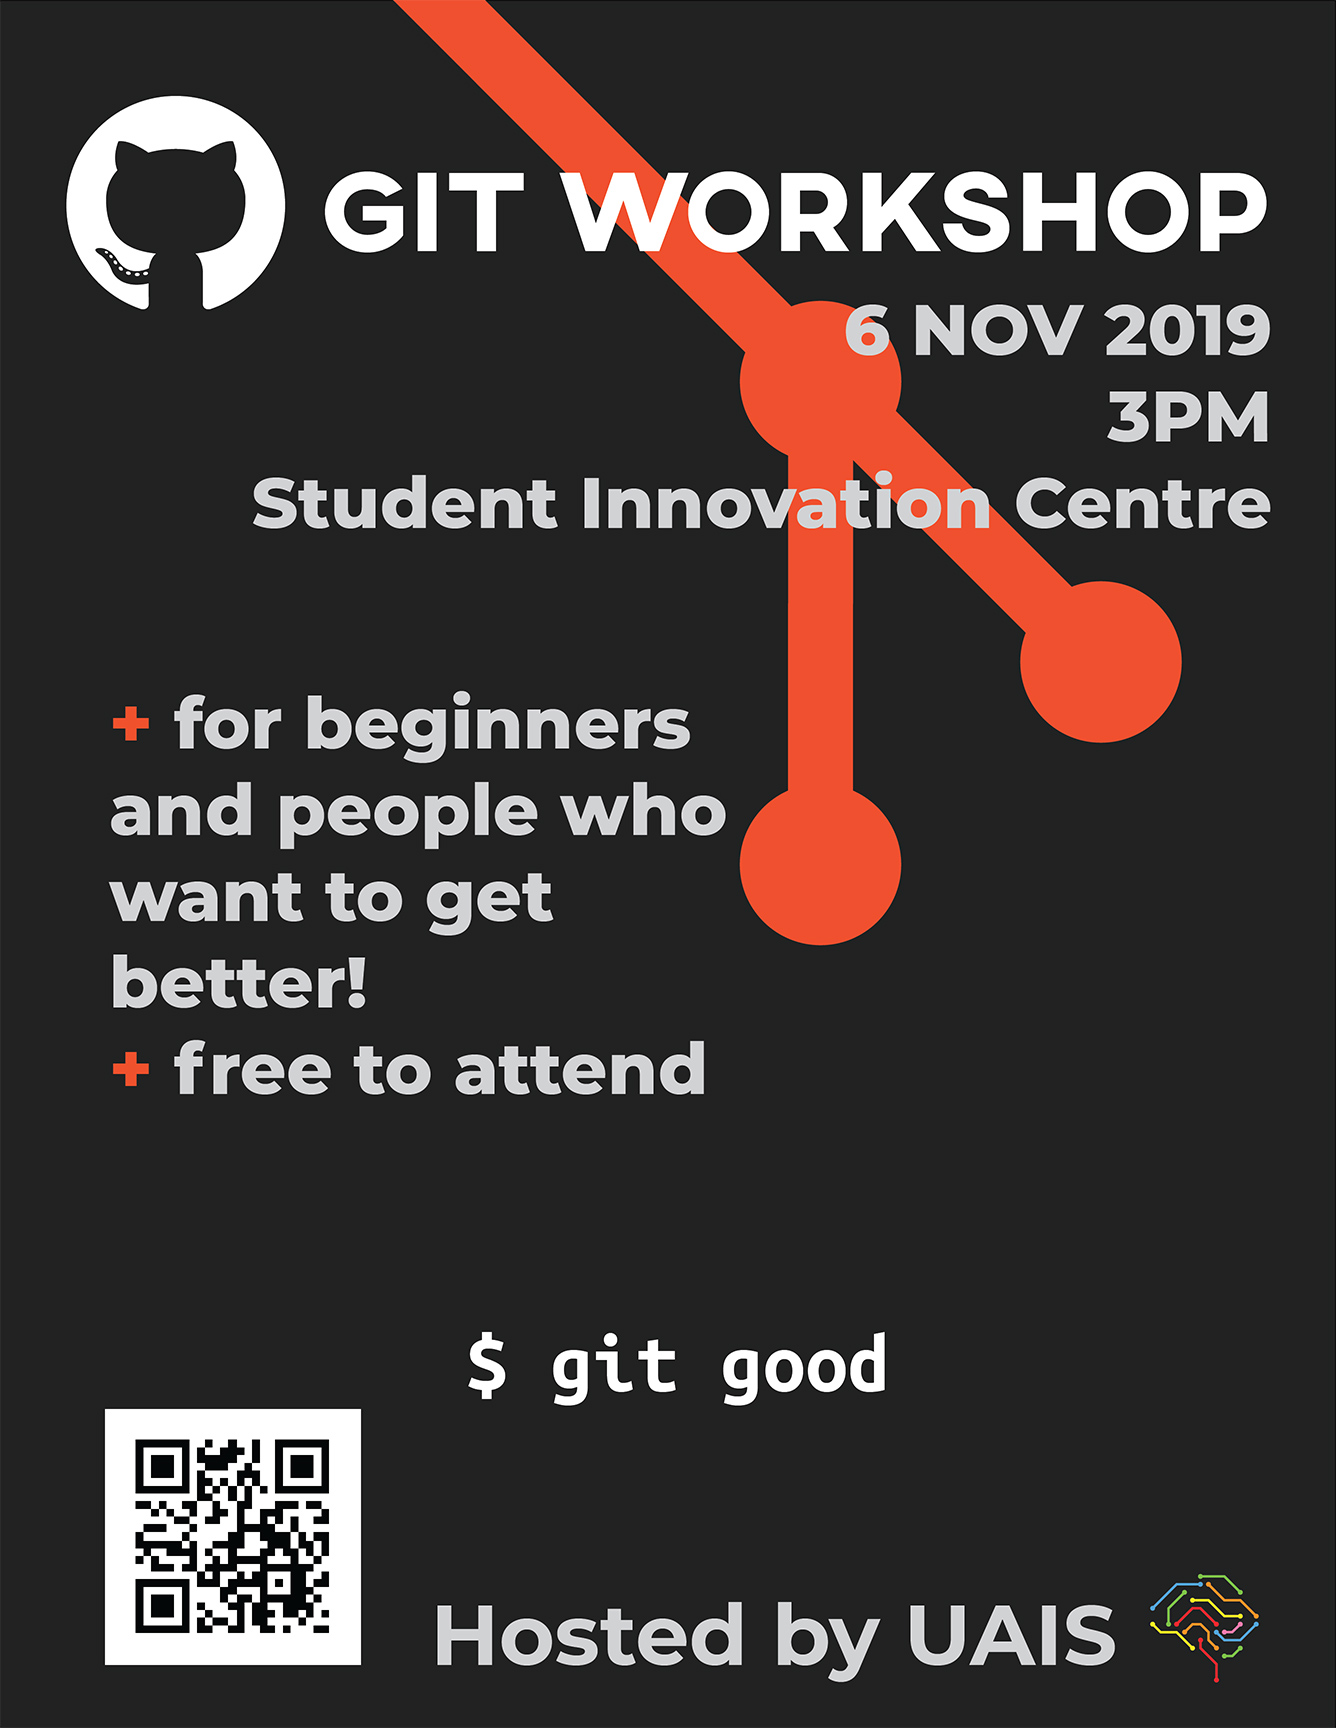 GIT WORKSHOP
6 NOV 2019
3PM
Student Innovation Centre
+ for beginners
and people who
want to get
better!
+ free to attend
$ git good
Hosted by UAIS